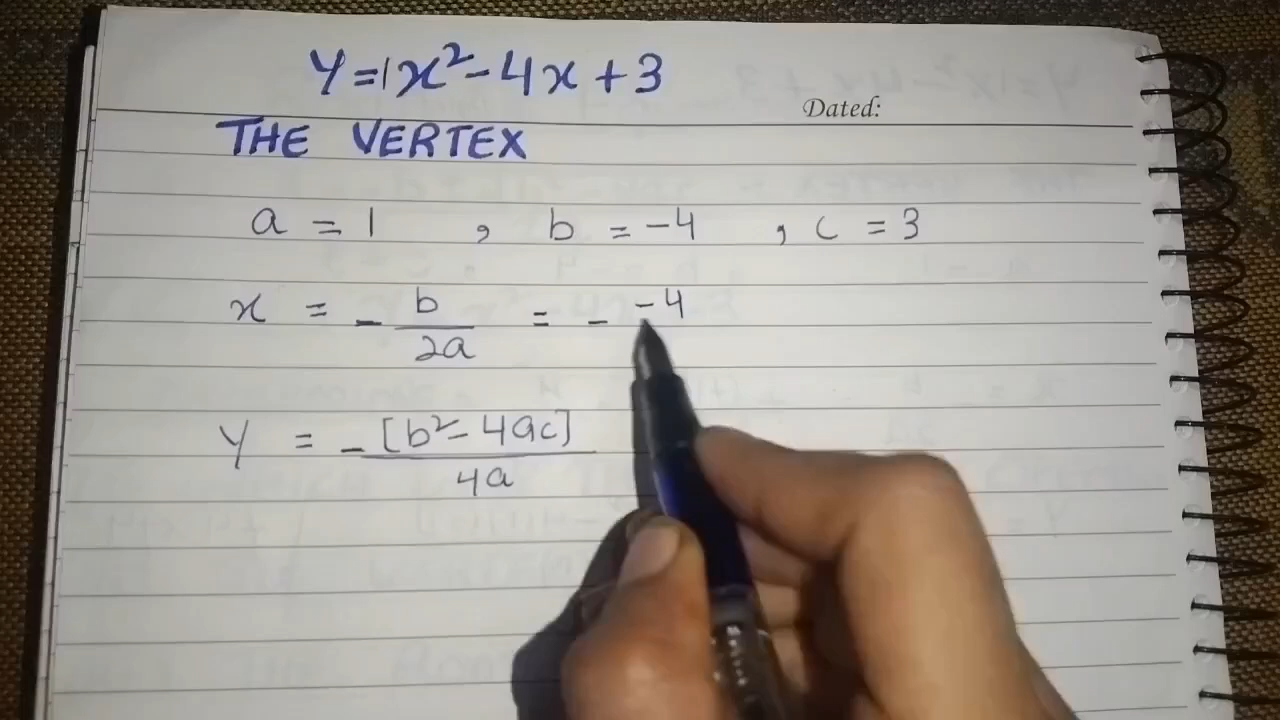 Y=1x²-4x+3
Dated:
THE VERTEX
a = 1 , b = -4 , c = 3
x = - b/2a = - -4
Y = - [b²-4ac]/4a